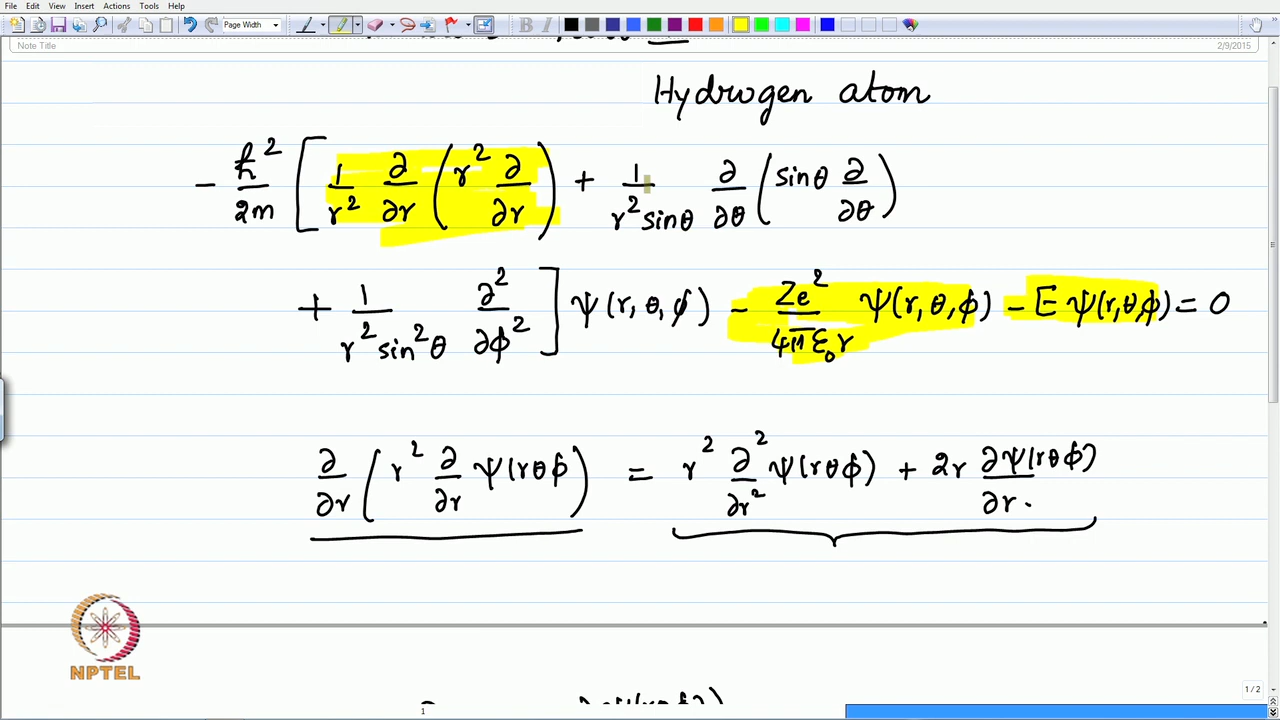 File Edit View Insert Actions Tools Help
Page Width
B I
Note Title
2/9/2015
Hydrogen atom
- ℏ²/2m [ 1/r² ∂/∂r ( r² ∂/∂r ) + 1/(r² sinθ) ∂/∂θ ( sinθ ∂/∂θ )
+ 1/(r² sin²θ) ∂²/∂ϕ² ] Ψ(r, θ, ϕ) - Ze²/(4πε₀r) Ψ(r, θ, ϕ) - E Ψ(r,θ,ϕ) = 0
∂/∂r ( r² ∂/∂r Ψ(rθϕ) ) = r² ∂²/∂r² Ψ(rθϕ) + 2r ∂Ψ(rθϕ)/∂r.
NPTEL
1/2
1